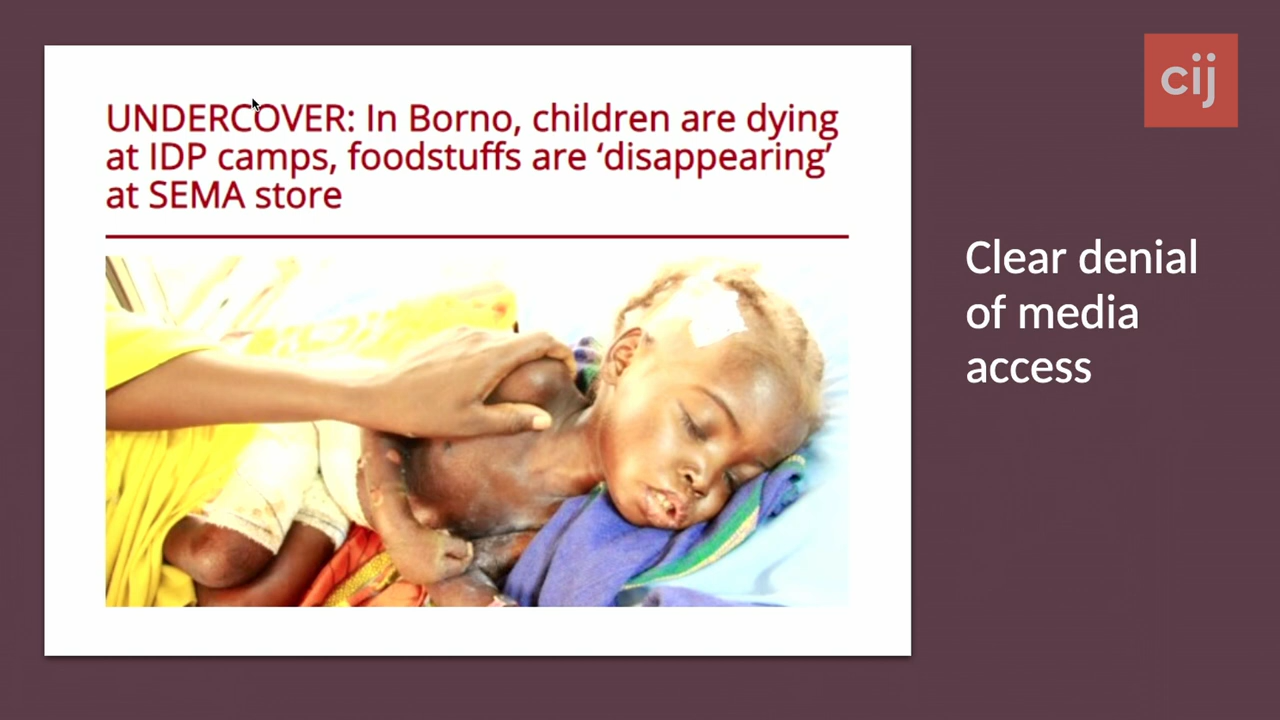 cij
UNDERCOVER: In Borno, children are dying
at IDP camps, foodstuffs are ‘disappearing’
at SEMA store
Clear denial
of media
access